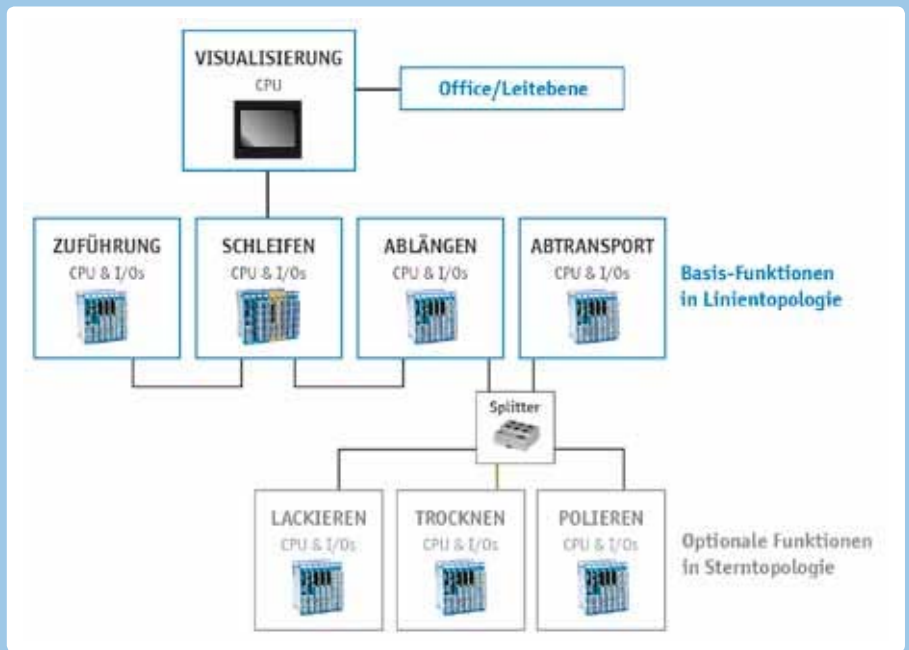 VISUALISIERUNG
CPU
Office/Leitebene
ZUFÜHRUNG
CPU & I/Os
SCHLEIFEN
CPU & I/Os
ABLÄNGEN
CPU & I/Os
ABTRANSPORT
CPU & I/Os
Basis-Funktionen
in Linientopologie
Splitter
LACKIEREN
CPU & I/Os
TROCKNEN
CPU & I/Os
POLIEREN
CPU & I/Os
Optionale Funktionen
in Sterntopologie